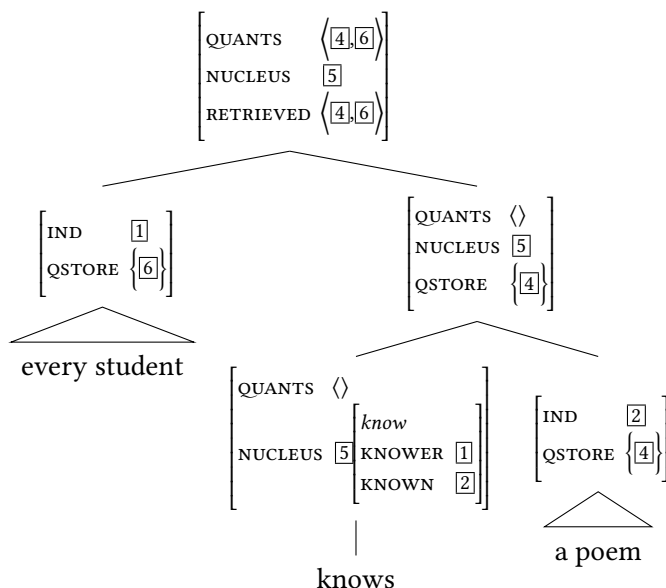 QUANTS ⟨4,6⟩
NUCLEUS 5
RETRIEVED ⟨4,6⟩
IND 1
QSTORE {6}
every student
QUANTS ⟨⟩
NUCLEUS 5
QSTORE {4}
QUANTS ⟨⟩
NUCLEUS 5 know
KNOWER 1
KNOWN 2
knows
IND 2
QSTORE {4}
a poem